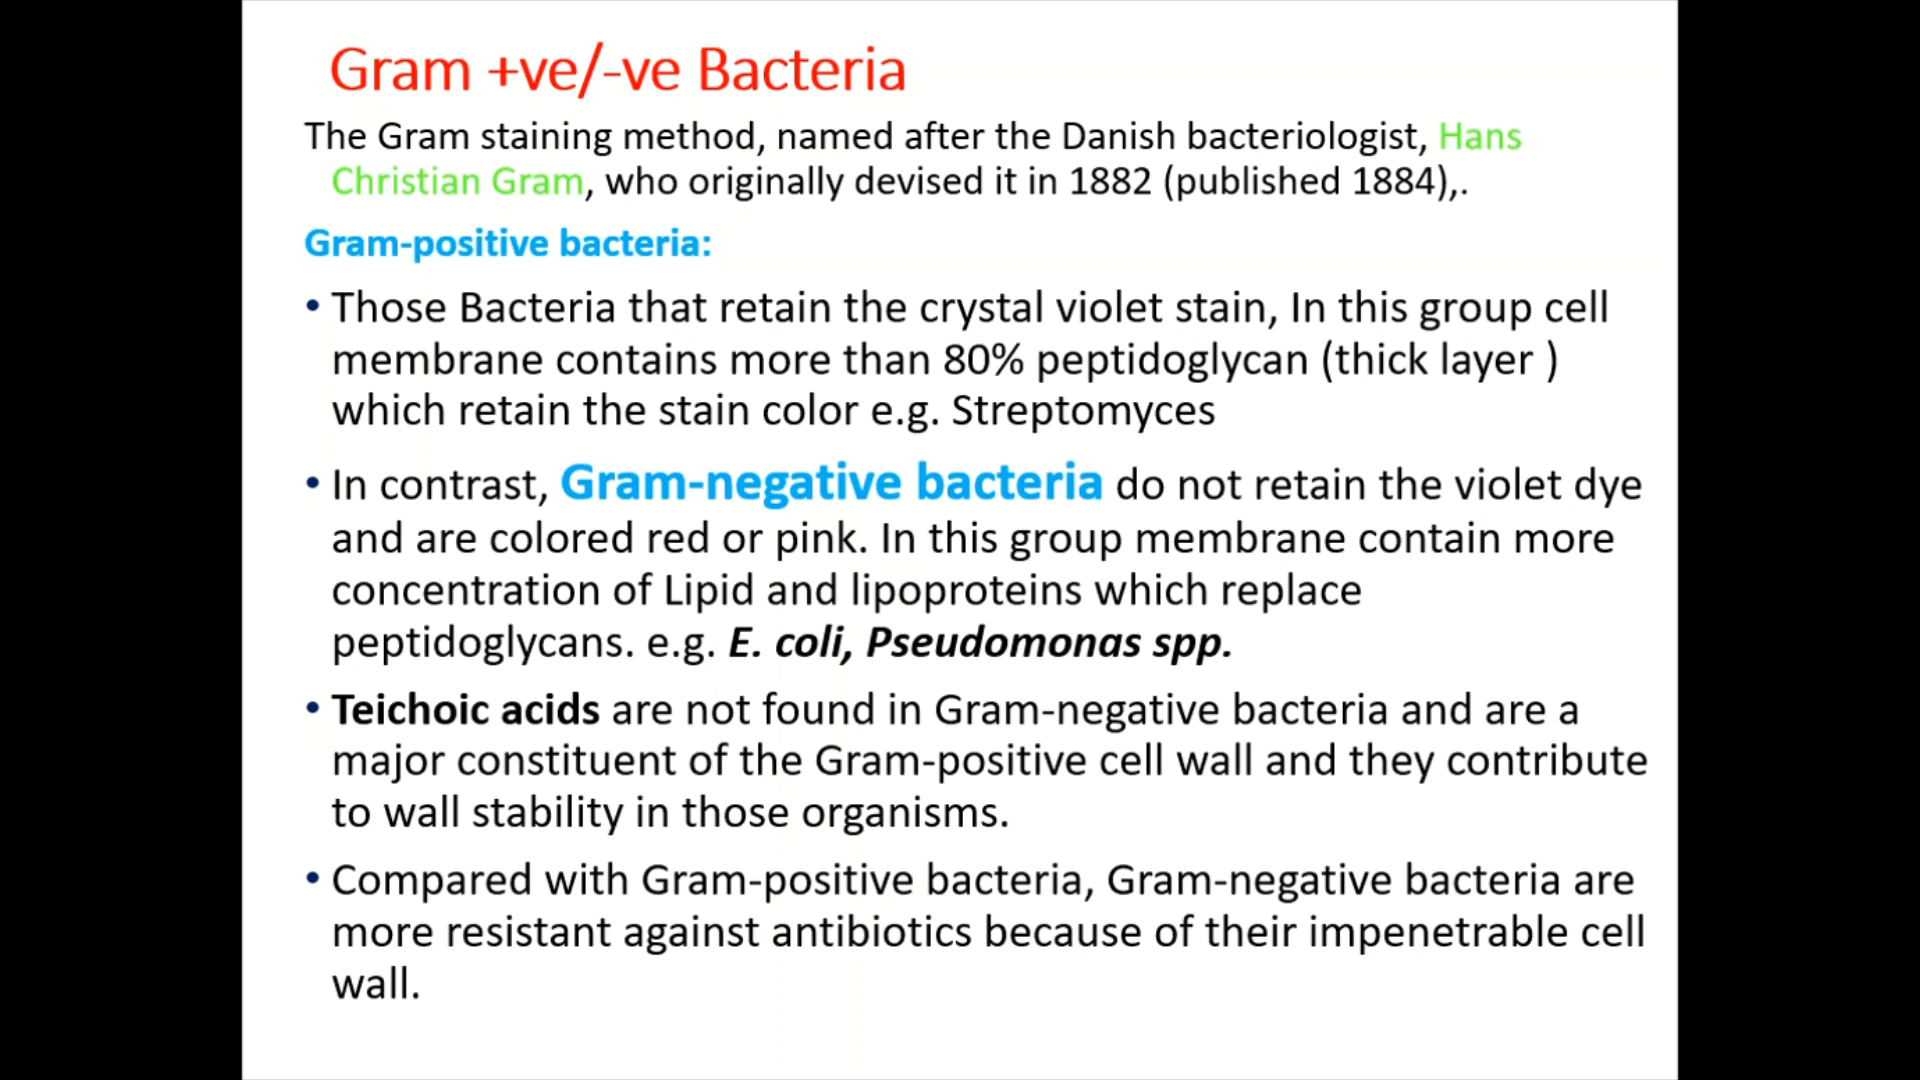 Gram +ve/-ve Bacteria
The Gram staining method, named after the Danish bacteriologist, Hans
Christian Gram, who originally devised it in 1882 (published 1884),.
Gram-positive bacteria:
• Those Bacteria that retain the crystal violet stain, In this group cell
membrane contains more than 80% peptidoglycan (thick layer )
which retain the stain color e.g. Streptomyces
• In contrast, Gram-negative bacteria do not retain the violet dye
and are colored red or pink. In this group membrane contain more
concentration of Lipid and lipoproteins which replace
peptidoglycans. e.g. E. coli, Pseudomonas spp.
• Teichoic acids are not found in Gram-negative bacteria and are a
major constituent of the Gram-positive cell wall and they contribute
to wall stability in those organisms.
• Compared with Gram-positive bacteria, Gram-negative bacteria are
more resistant against antibiotics because of their impenetrable cell
wall.